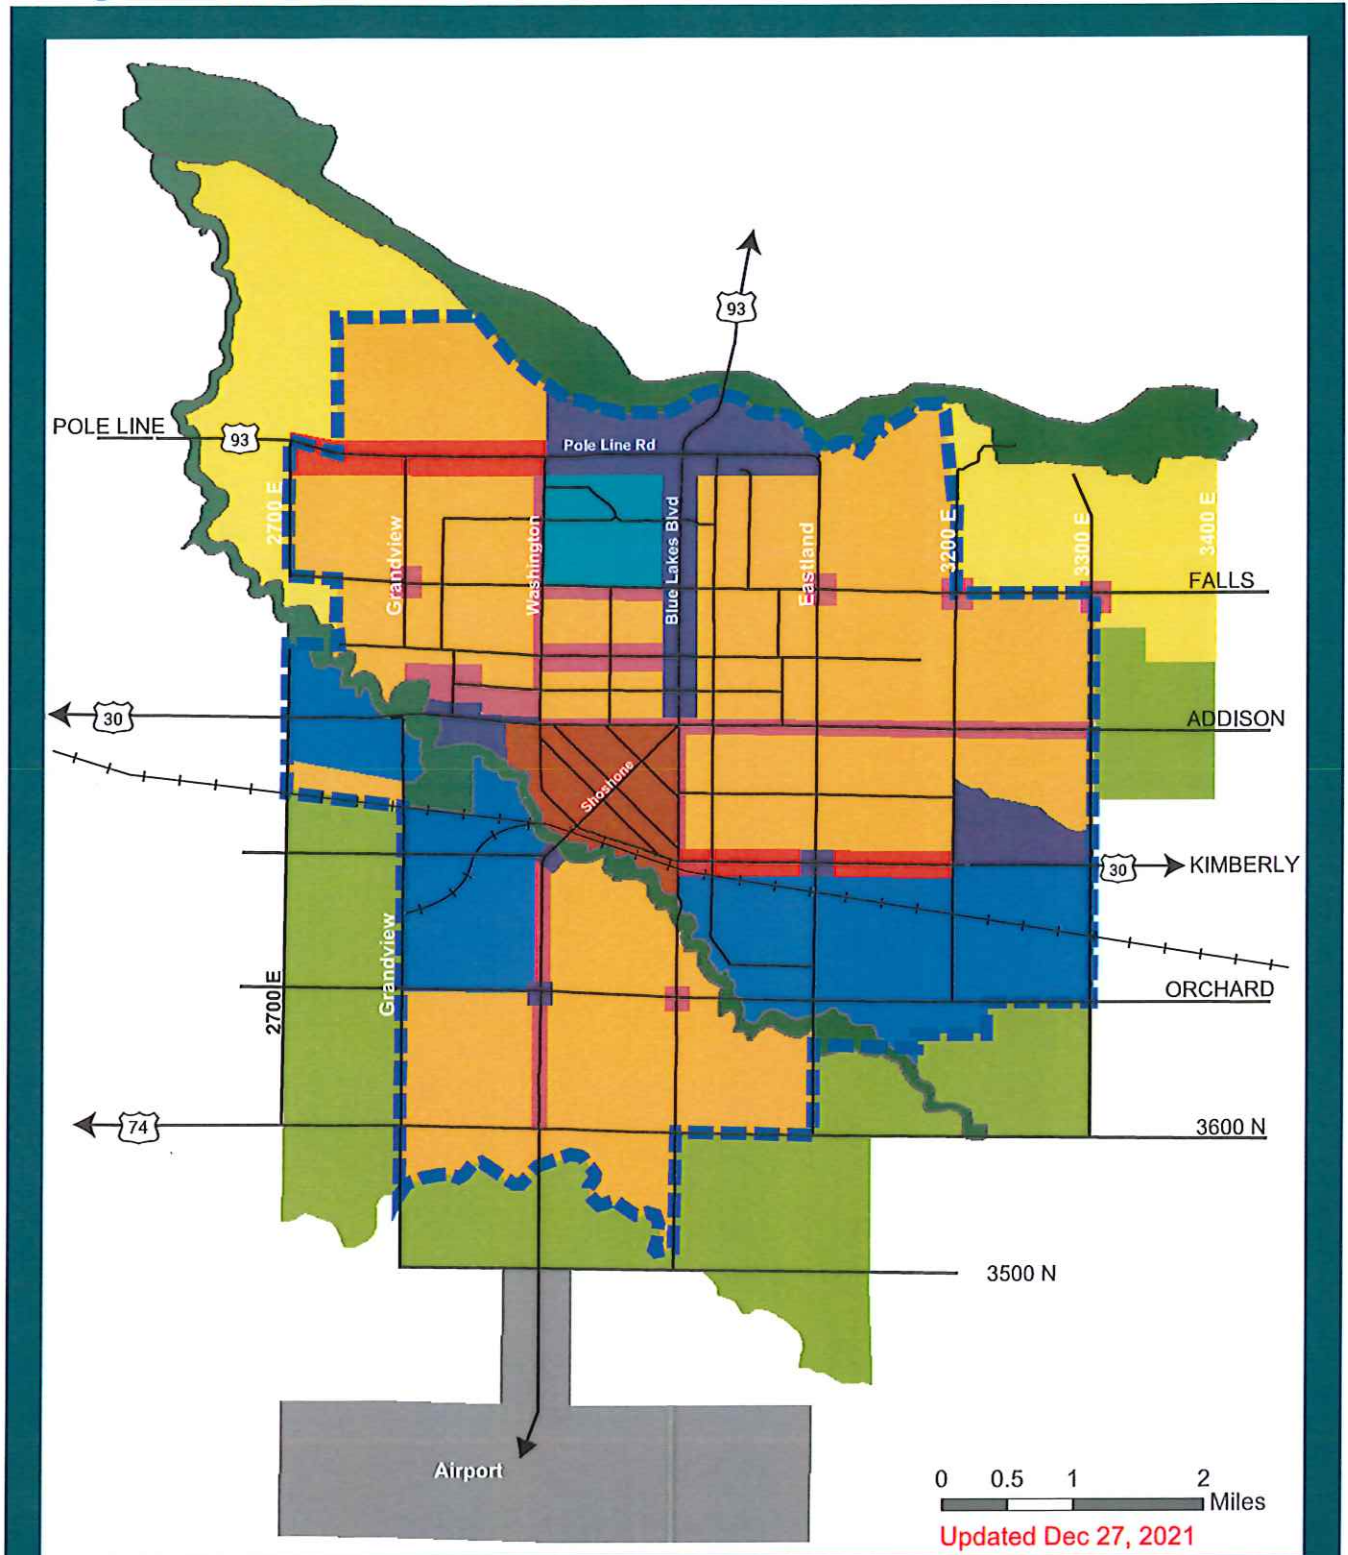 93
POLE LINE
93
Pole Line Rd
2700 E
Grandview
Washington
Blue Lakes Blvd
Eastland
3200 E
3300 E
3400 E
FALLS
30
ADDISON
Shoshone
30
KIMBERLY
Grandview
2700 E
ORCHARD
74
3600 N
3500 N
Airport
0 0.5 1 2
Miles
Updated Dec 27, 2021